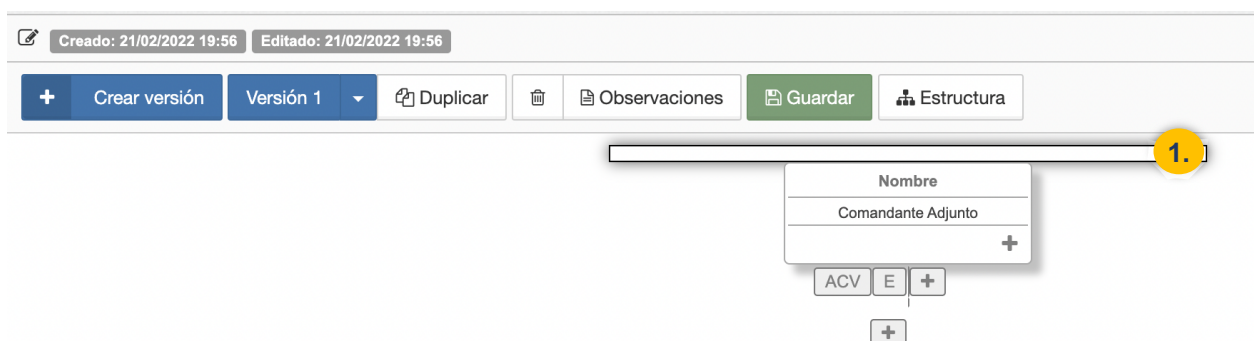 Creado: 21/02/2022 19:56 Editado: 21/02/2022 19:56
+ Crear versión Versión 1 Duplicar Observaciones Guardar Estructura
1.
Nombre
Comandante Adjunto
+
ACV E +
+